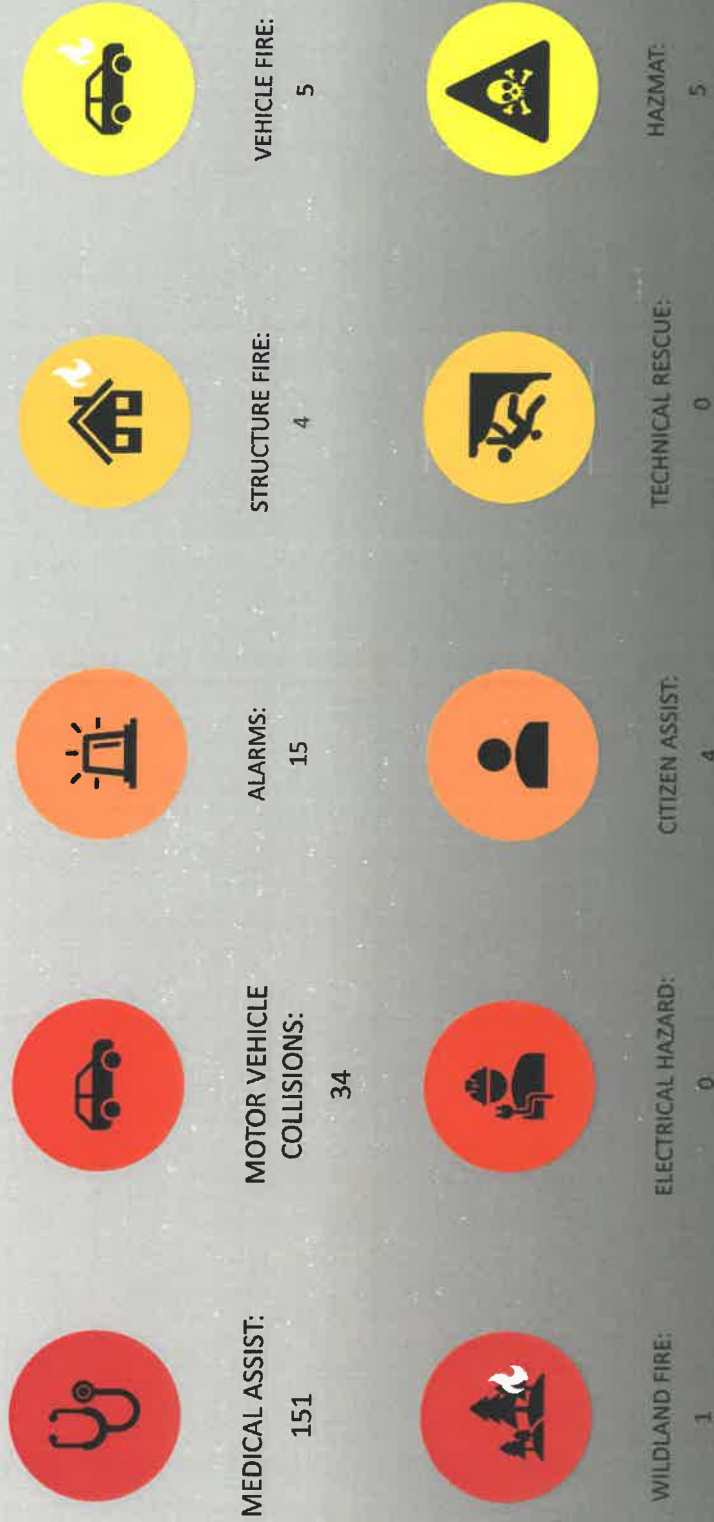 MEDICAL ASSIST:
151
MOTOR VEHICLE
COLLISIONS:
34
ALARMS:
15
STRUCTURE FIRE:
4
VEHICLE FIRE:
5
WILDLAND FIRE:
1
ELECTRICAL HAZARD:
0
CITIZEN ASSIST:
4
TECHNICAL RESCUE:
0
HAZMAT:
5